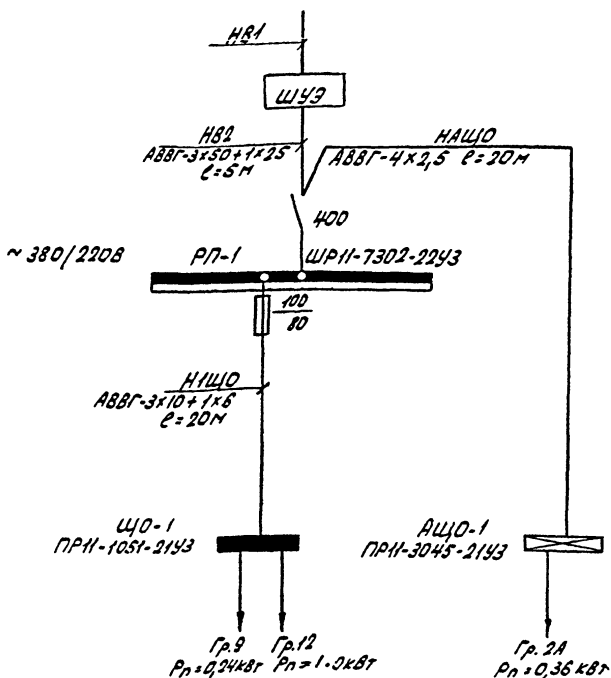 НВ1
ШУЭ
НВ2
АВВГ-3×50+1×25
ℓ=5м
НАЩО
АВВГ-4×2,5 ℓ=20м
400
~380/220В
РП-1
ШР11-7302-22У3
100
80
Н1ЩО
АВВГ-3×10+1×6
ℓ=20м
ЩО-1
ПР11-1051-21У3
АЩО-1
ПР11-3045-21У3
Гр.9
Рп=0,24кВт
Гр.12
Рп=1.0кВт
Гр.2А
Рп=0,36кВт